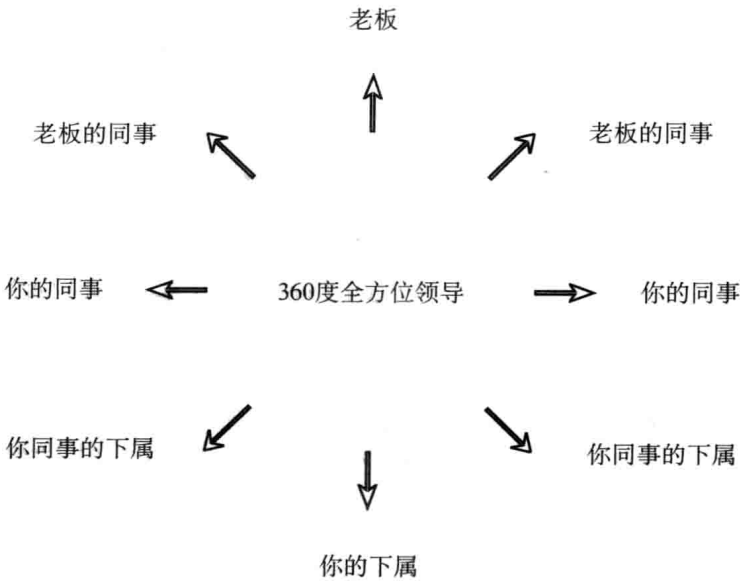 老板
老板的同事
老板的同事
你的同事
360度全方位领导
你的同事
你同事的下属
你同事的下属
你的下属